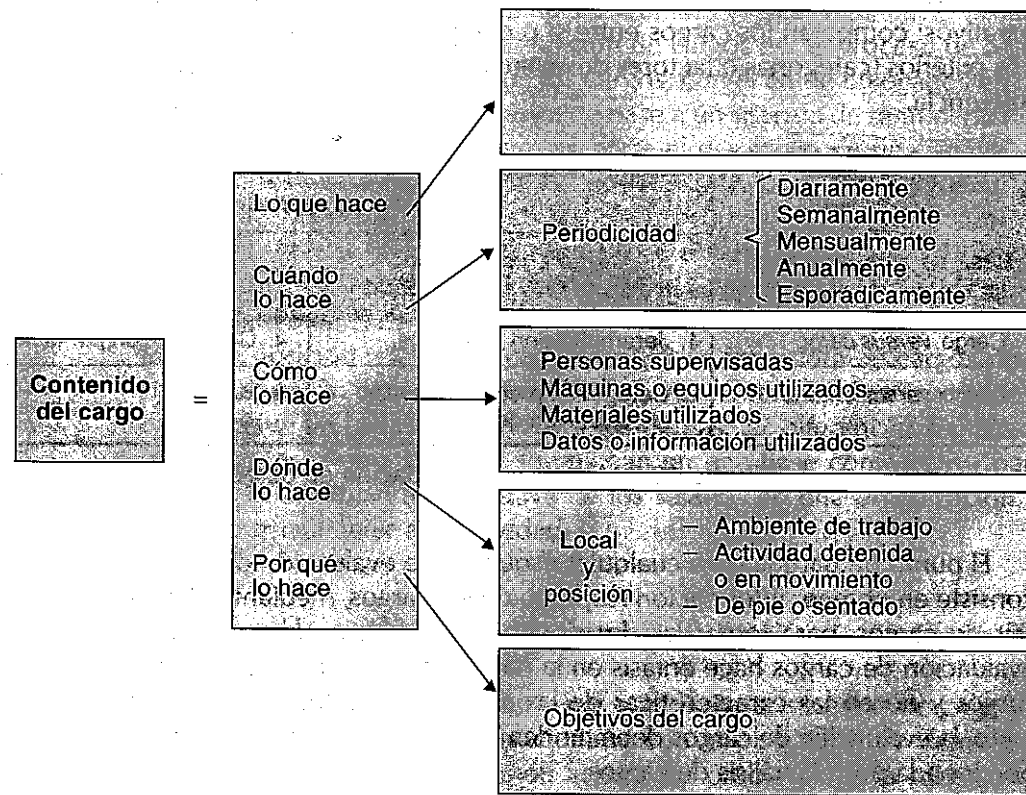 Contenido
del cargo
=
Lo que hace
Cuándo
lo hace
Cómo
lo hace
Dónde
lo hace
Por qué
lo hace
Periodicidad
Diariamente
Semanalmente
Mensualmente
Anualmente
Esporádicamente
Personas supervisadas
Máquinas o equipos utilizados
Materiales utilizados
Datos o información utilizados
Local
y
posición
– Ambiente de trabajo
– Actividad detenida
o en movimiento
– De pie o sentado
Objetivos del cargo